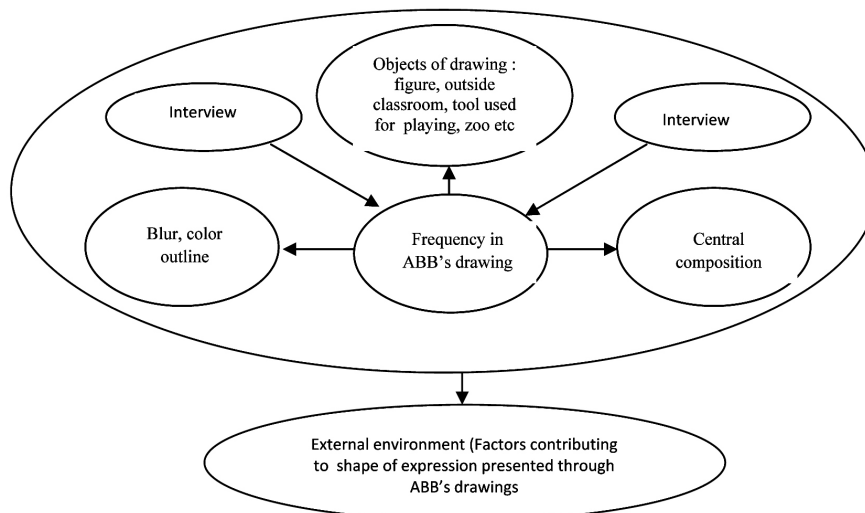 Objects of drawing :
figure, outside
classroom, tool used
for playing, zoo etc
Interview
Interview
Blur, color
outline
Frequency in
ABB's drawing
Central
composition
External environment (Factors contributing
to shape of expression presented through
ABB's drawings